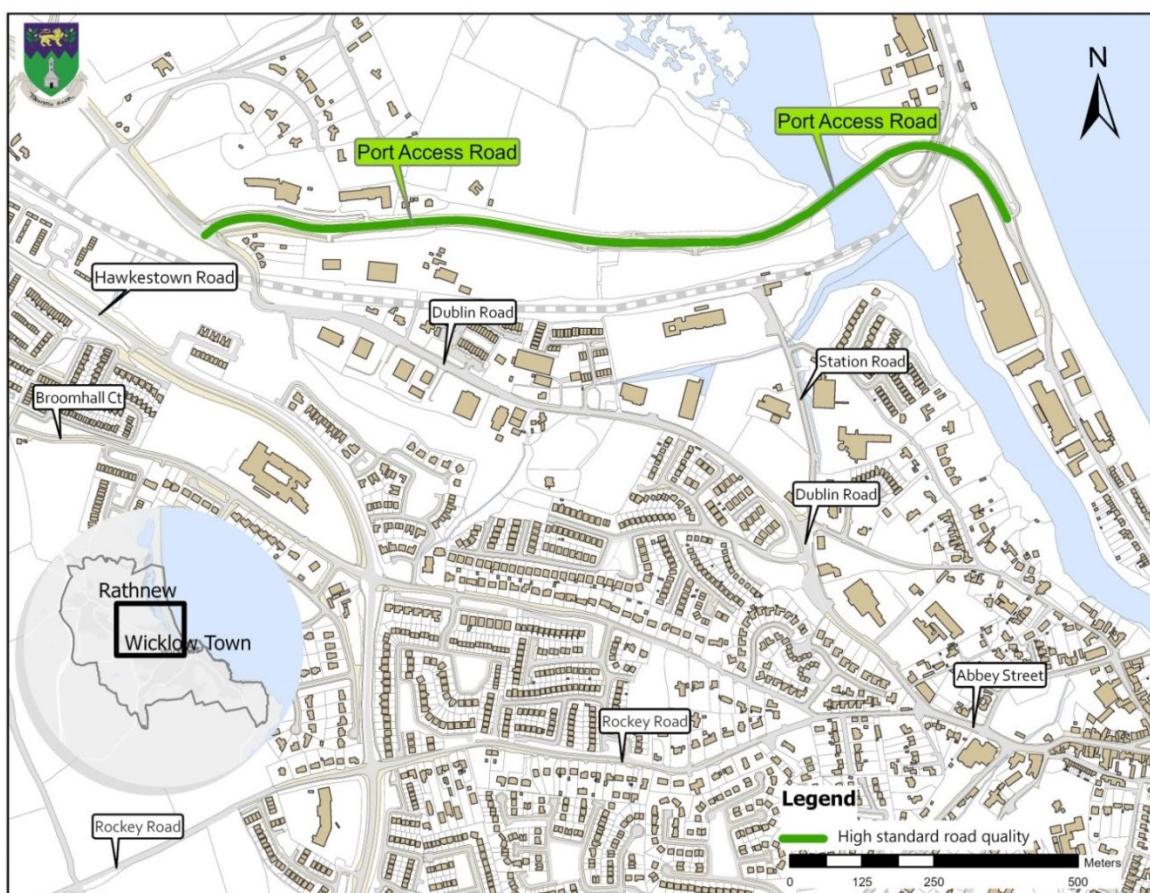 N
Port Access Road
Port Access Road
Hawkestown Road
Dublin Road
Station Road
Broomhall Ct
Dublin Road
Rathnew
Wicklow Town
Abbey Street
Rockey Road
Rockey Road
Legend
High standard road quality
Meters
0 125 250 500